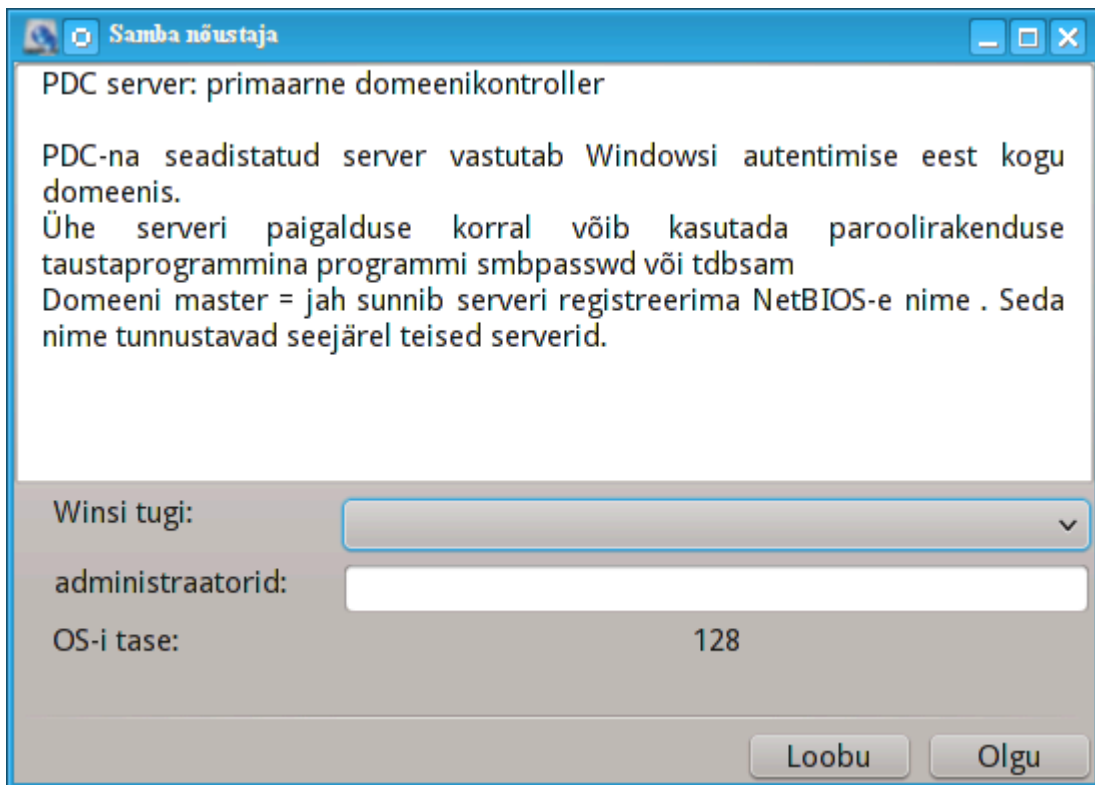 Samba nõustaja
PDC server: primaarne domeenikontroller
PDC-na seadistatud server vastutab Windowsi autentimise eest kogu
domeenis.
Ühe serveri paigalduse korral võib kasutada paroolirakenduse
taustaprogrammina programmi smbpasswd või tdbsam
Domeeni master = jah sunnib serveri registreerima NetBIOS-e nime . Seda
nime tunnustavad seejärel teised serverid.
Winsi tugi:
administraatorid:
OS-i tase: 128
Loobu Olgu